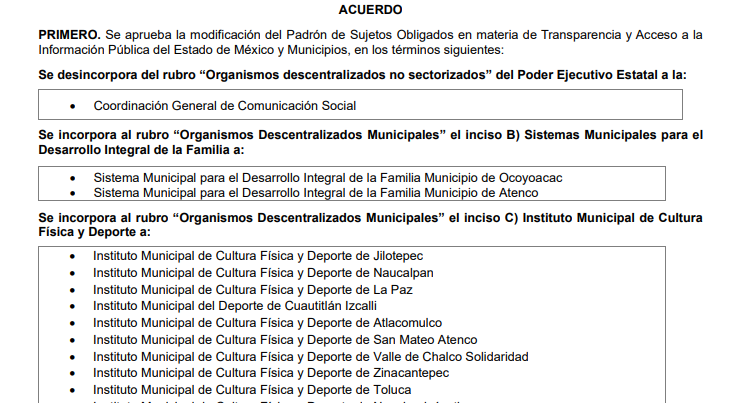 ACUERDO
PRIMERO. Se aprueba la modificación del Padrón de Sujetos Obligados en materia de Transparencia y Acceso a la
Información Pública del Estado de México y Municipios, en los términos siguientes:
Se desincorpora del rubro “Organismos descentralizados no sectorizados” del Poder Ejecutivo Estatal a la:
• Coordinación General de Comunicación Social
Se incorpora al rubro “Organismos Descentralizados Municipales” el inciso B) Sistemas Municipales para el
Desarrollo Integral de la Familia a:
• Sistema Municipal para el Desarrollo Integral de la Familia Municipio de Ocoyoacac
• Sistema Municipal para el Desarrollo Integral de la Familia Municipio de Atenco
Se incorpora al rubro “Organismos Descentralizados Municipales” el inciso C) Instituto Municipal de Cultura
Física y Deporte a:
• Instituto Municipal de Cultura Física y Deporte de Jilotepec
• Instituto Municipal de Cultura Física y Deporte de Naucalpan
• Instituto Municipal de Cultura Física y Deporte de La Paz
• Instituto Municipal del Deporte de Cuautitlán Izcalli
• Instituto Municipal de Cultura Física y Deporte de Atlacomulco
• Instituto Municipal de Cultura Física y Deporte de San Mateo Atenco
• Instituto Municipal de Cultura Física y Deporte de Valle de Chalco Solidaridad
• Instituto Municipal de Cultura Física y Deporte de Zinacantepec
• Instituto Municipal de Cultura Física y Deporte de Toluca